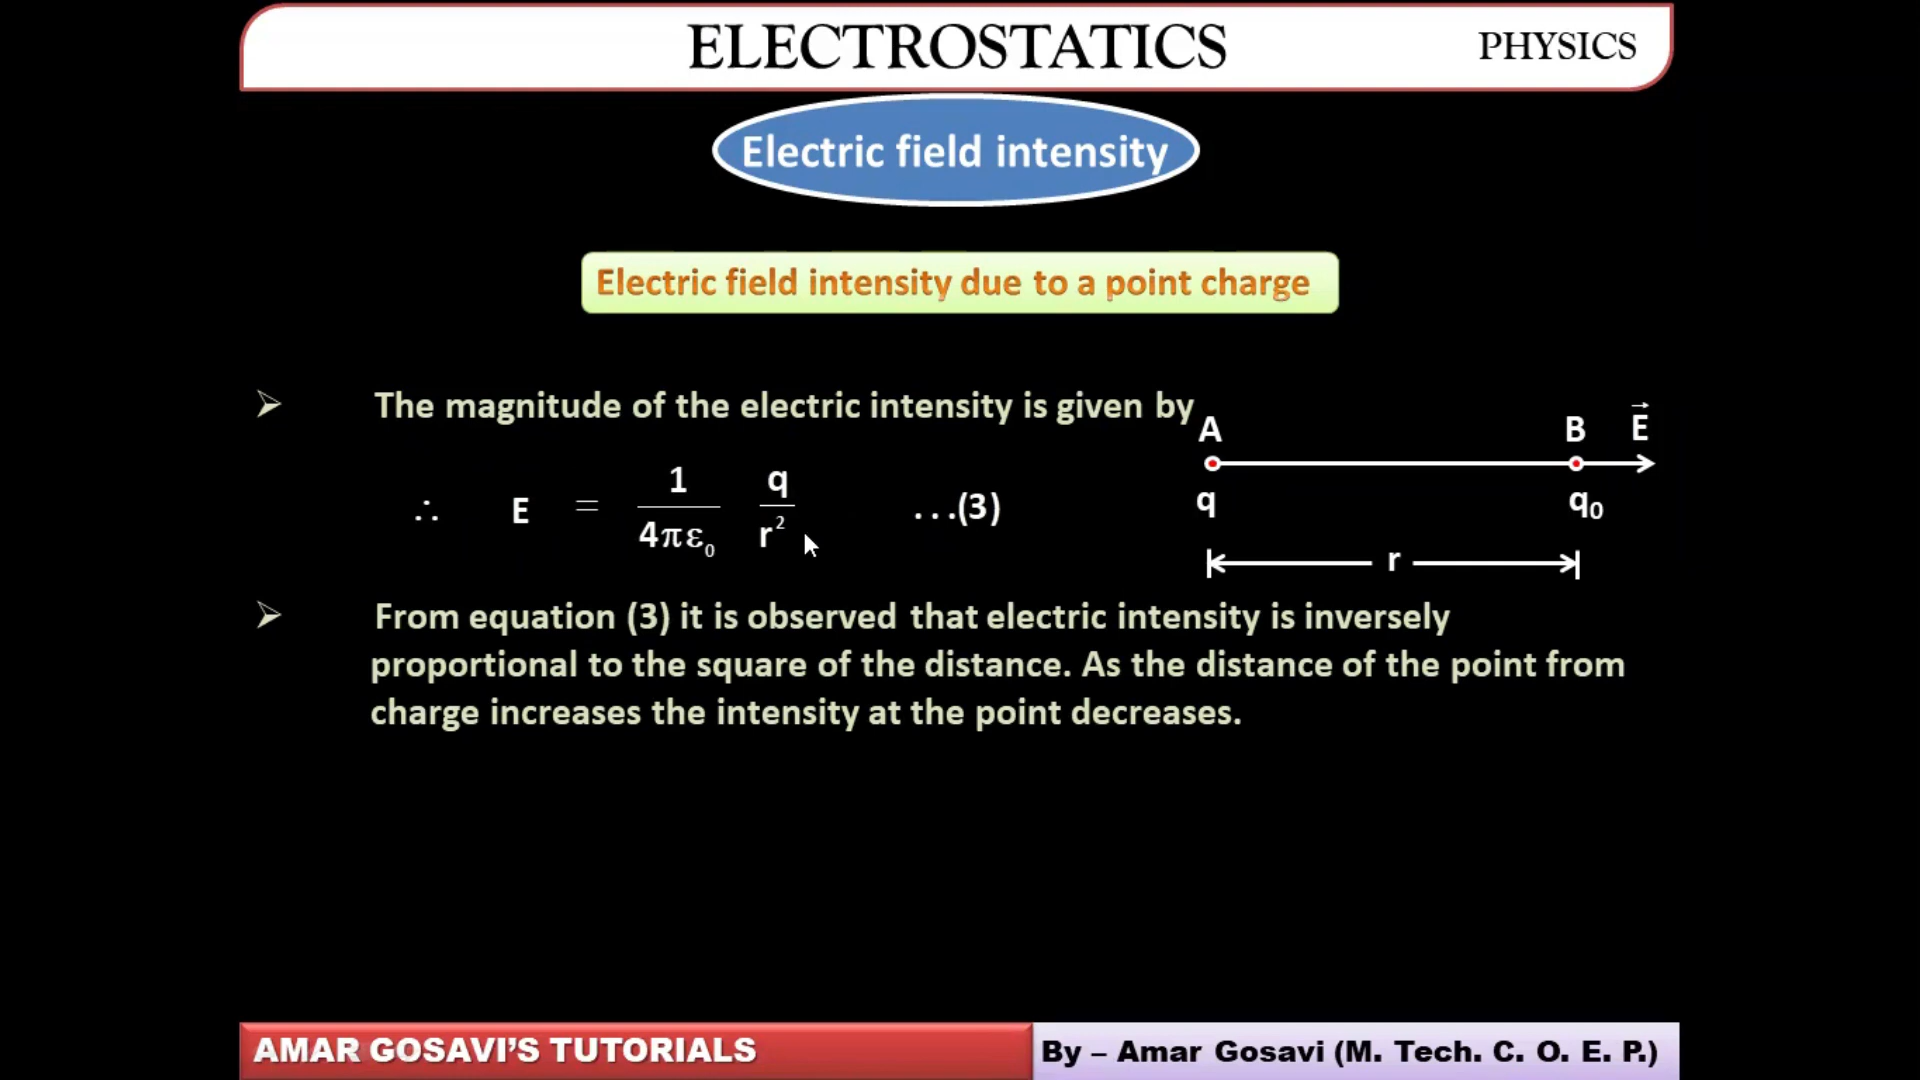 ELECTROSTATICS
PHYSICS
Electric field intensity
Electric field intensity due to a point charge
➢ The magnitude of the electric intensity is given by
∴ E = 1/4πε₀ q/r² ...(3)
A B E⃗
q q₀
r
➢ From equation (3) it is observed that electric intensity is inversely
proportional to the square of the distance. As the distance of the point from
charge increases the intensity at the point decreases.
AMAR GOSAVI'S TUTORIALS
By – Amar Gosavi (M. Tech. C. O. E. P.)